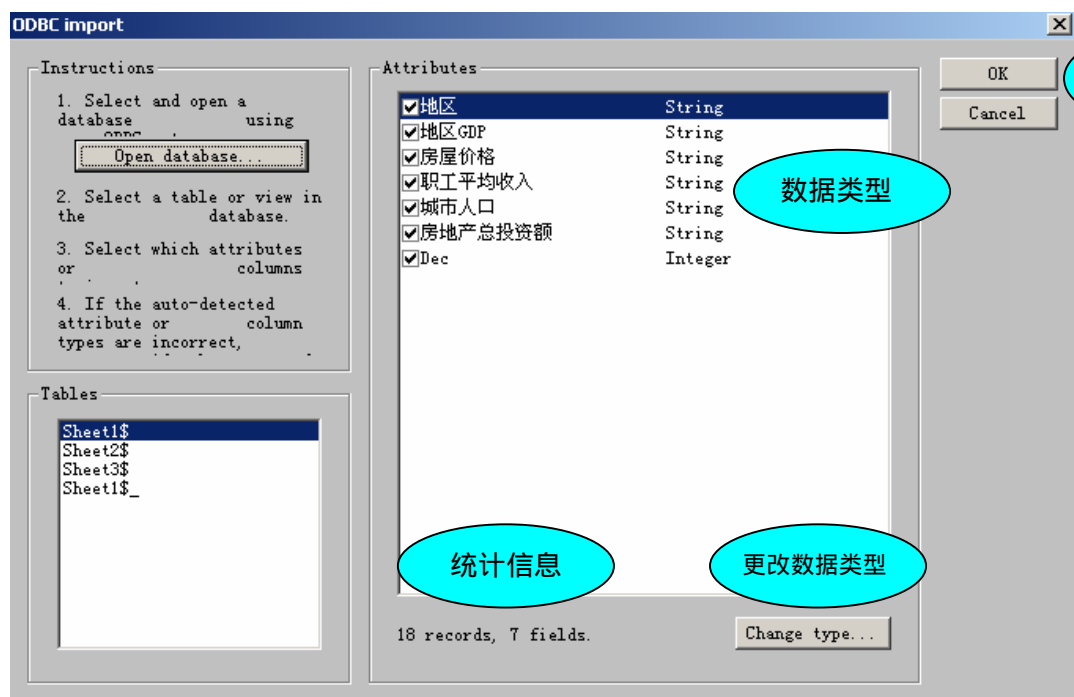 ODBC import
Instructions
1. Select and open a
database using
Open database...
2. Select a table or view in
the database.
3. Select which attributes
or columns
4. If the auto-detected
attribute or column
types are incorrect,
Tables
Sheet1$
Sheet2$
Sheet3$
Sheet1$_
Attributes
地区 String
地区GDP String
房屋价格 String
职工平均收入 String
城市人口 String
房地产总投资额 String
Dec Integer
数据类型
统计信息
更改数据类型
18 records, 7 fields.
Change type...
OK
Cancel